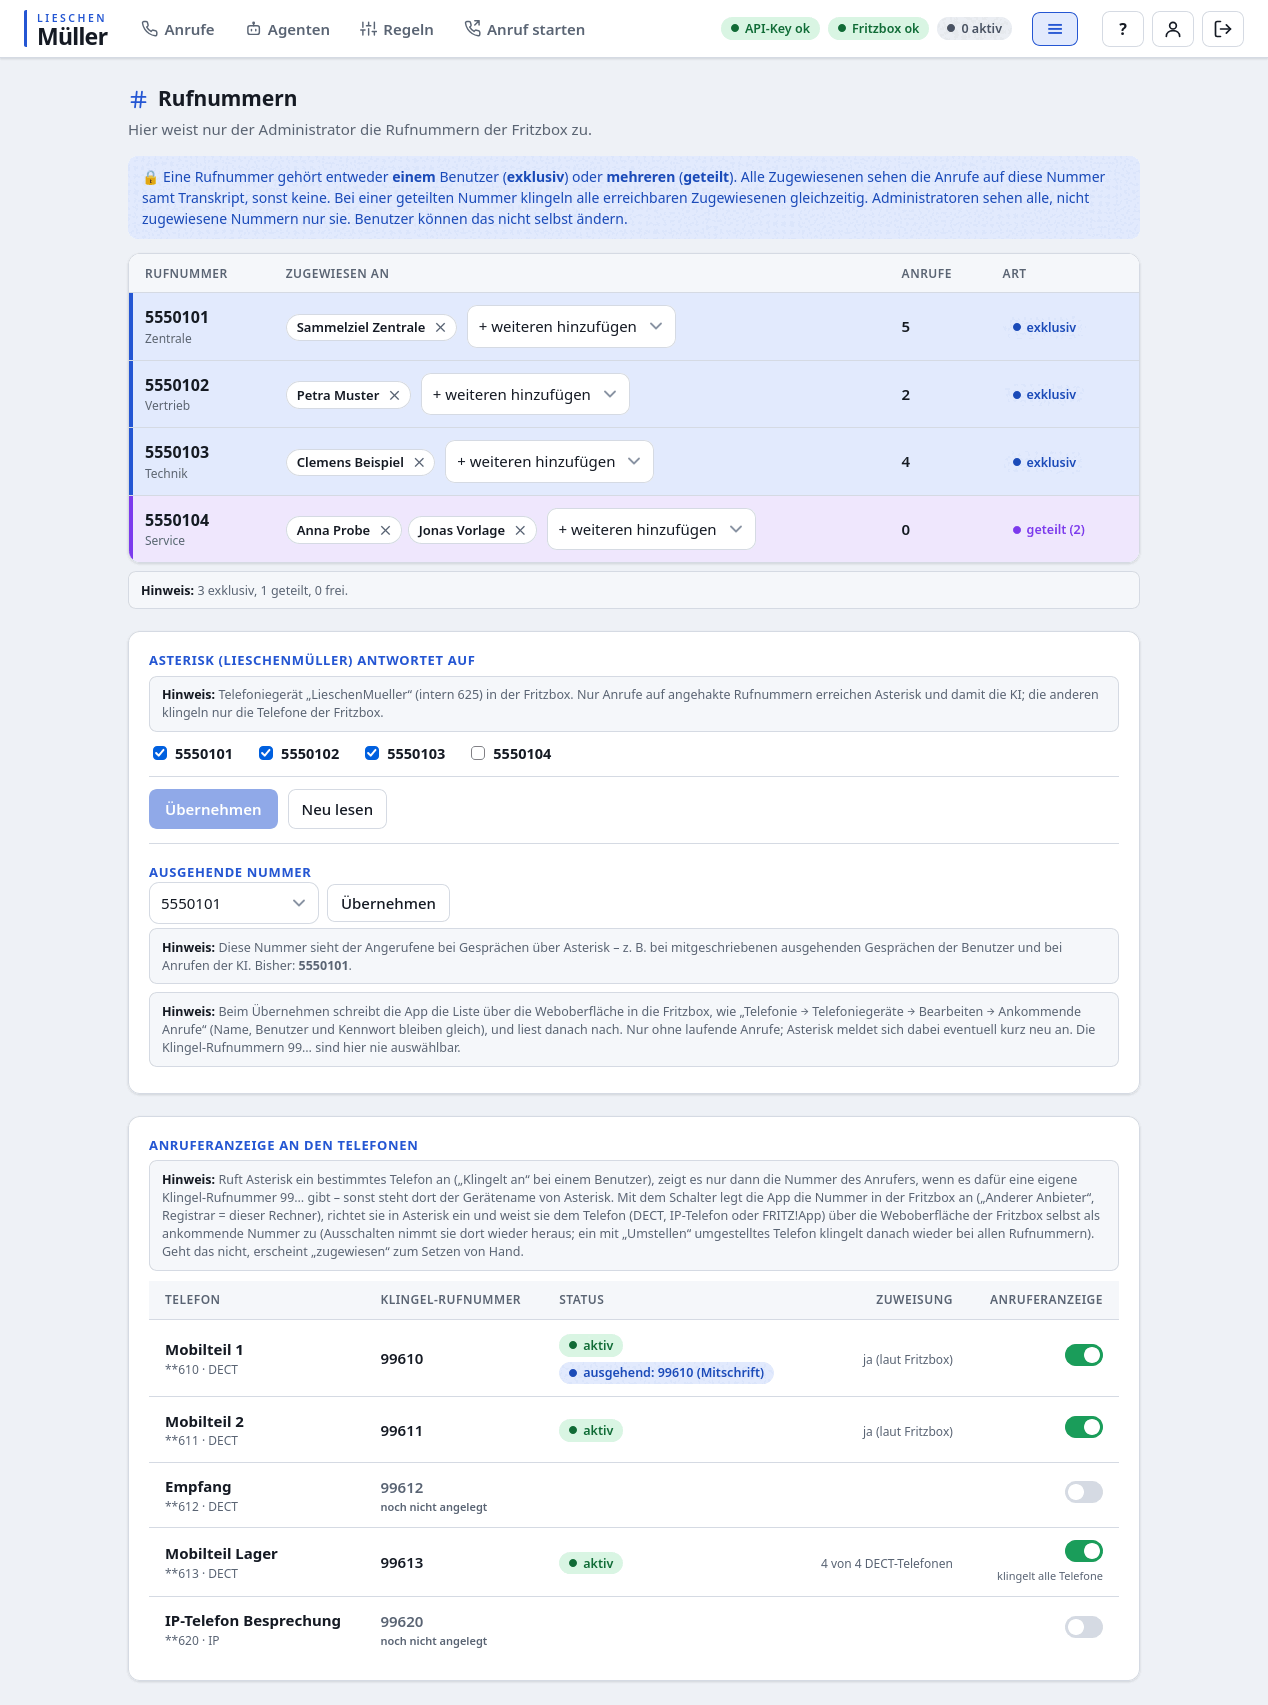 LIESCHEN
Müller
Anrufe
Agenten
Regeln
Anruf starten
API-Key ok
Fritzbox ok
0 aktiv
?
Rufnummern
Hier weist nur der Administrator die Rufnummern der Fritzbox zu.
🔒 Eine Rufnummer gehört entweder einem Benutzer (exklusiv) oder mehreren (geteilt). Alle Zugewiesenen sehen die Anrufe auf diese Nummer
samt Transkript, sonst keine. Bei einer geteilten Nummer klingeln alle erreichbaren Zugewiesenen gleichzeitig. Administratoren sehen alle, nicht
zugewiesene Nummern nur sie. Benutzer können das nicht selbst ändern.
RUFNUMMER ZUGEWIESEN AN ANRUFE ART
5550101 Sammelziel Zentrale × + weiteren hinzufügen 5 exklusiv
Zentrale
5550102 Petra Muster × + weiteren hinzufügen 2 exklusiv
Vertrieb
5550103 Clemens Beispiel × + weiteren hinzufügen 4 exklusiv
Technik
5550104 Anna Probe × Jonas Vorlage × + weiteren hinzufügen 0 geteilt (2)
Service
Hinweis: 3 exklusiv, 1 geteilt, 0 frei.
ASTERISK (LIESCHENMÜLLER) ANTWORTET AUF
Hinweis: Telefoniegerät „LieschenMueller“ (intern 625) in der Fritzbox. Nur Anrufe auf angehakte Rufnummern erreichen Asterisk und damit die KI; die anderen
klingeln nur die Telefone der Fritzbox.
5550101 5550102 5550103 5550104
Übernehmen Neu lesen
AUSGEHENDE NUMMER
5550101 Übernehmen
Hinweis: Diese Nummer sieht der Angerufene bei Gesprächen über Asterisk – z. B. bei mitgeschriebenen ausgehenden Gesprächen der Benutzer und bei
Anrufen der KI. Bisher: 5550101.
Hinweis: Beim Übernehmen schreibt die App die Liste über die Weboberfläche in die Fritzbox, wie „Telefonie → Telefoniegeräte → Bearbeiten → Ankommende
Anrufe“ (Name, Benutzer und Kennwort bleiben gleich), und liest danach nach. Nur ohne laufende Anrufe; Asterisk meldet sich dabei eventuell kurz neu an. Die
Klingel-Rufnummern 99… sind hier nie auswählbar.
ANRUFERANZEIGE AN DEN TELEFONEN
Hinweis: Ruft Asterisk ein bestimmtes Telefon an („Klingelt an“ bei einem Benutzer), zeigt es nur dann die Nummer des Anrufers, wenn es dafür eine eigene
Klingel-Rufnummer 99… gibt – sonst steht dort der Gerätename von Asterisk. Mit dem Schalter legt die App die Nummer in der Fritzbox an („Anderer Anbieter“,
Registrar = dieser Rechner), richtet sie in Asterisk ein und weist sie dem Telefon (DECT, IP-Telefon oder FRITZ!App) über die Weboberfläche der Fritzbox selbst als
ankommende Nummer zu (Ausschalten nimmt sie dort wieder heraus; ein mit „Umstellen“ umgestelltes Telefon klingelt danach wieder bei allen Rufnummern).
Geht das nicht, erscheint „zugewiesen“ zum Setzen von Hand.
TELEFON KLINGEL-RUFNUMMER STATUS ZUWEISUNG ANRUFERANZEIGE
Mobilteil 1 99610 aktiv ja (laut Fritzbox)
**610 · DECT ausgehend: 99610 (Mitschrift)
Mobilteil 2 99611 aktiv ja (laut Fritzbox)
**611 · DECT
Empfang 99612
**612 · DECT noch nicht angelegt
Mobilteil Lager 99613 aktiv 4 von 4 DECT-Telefonen
**613 · DECT klingelt alle Telefone
IP-Telefon Besprechung 99620
**620 · IP noch nicht angelegt